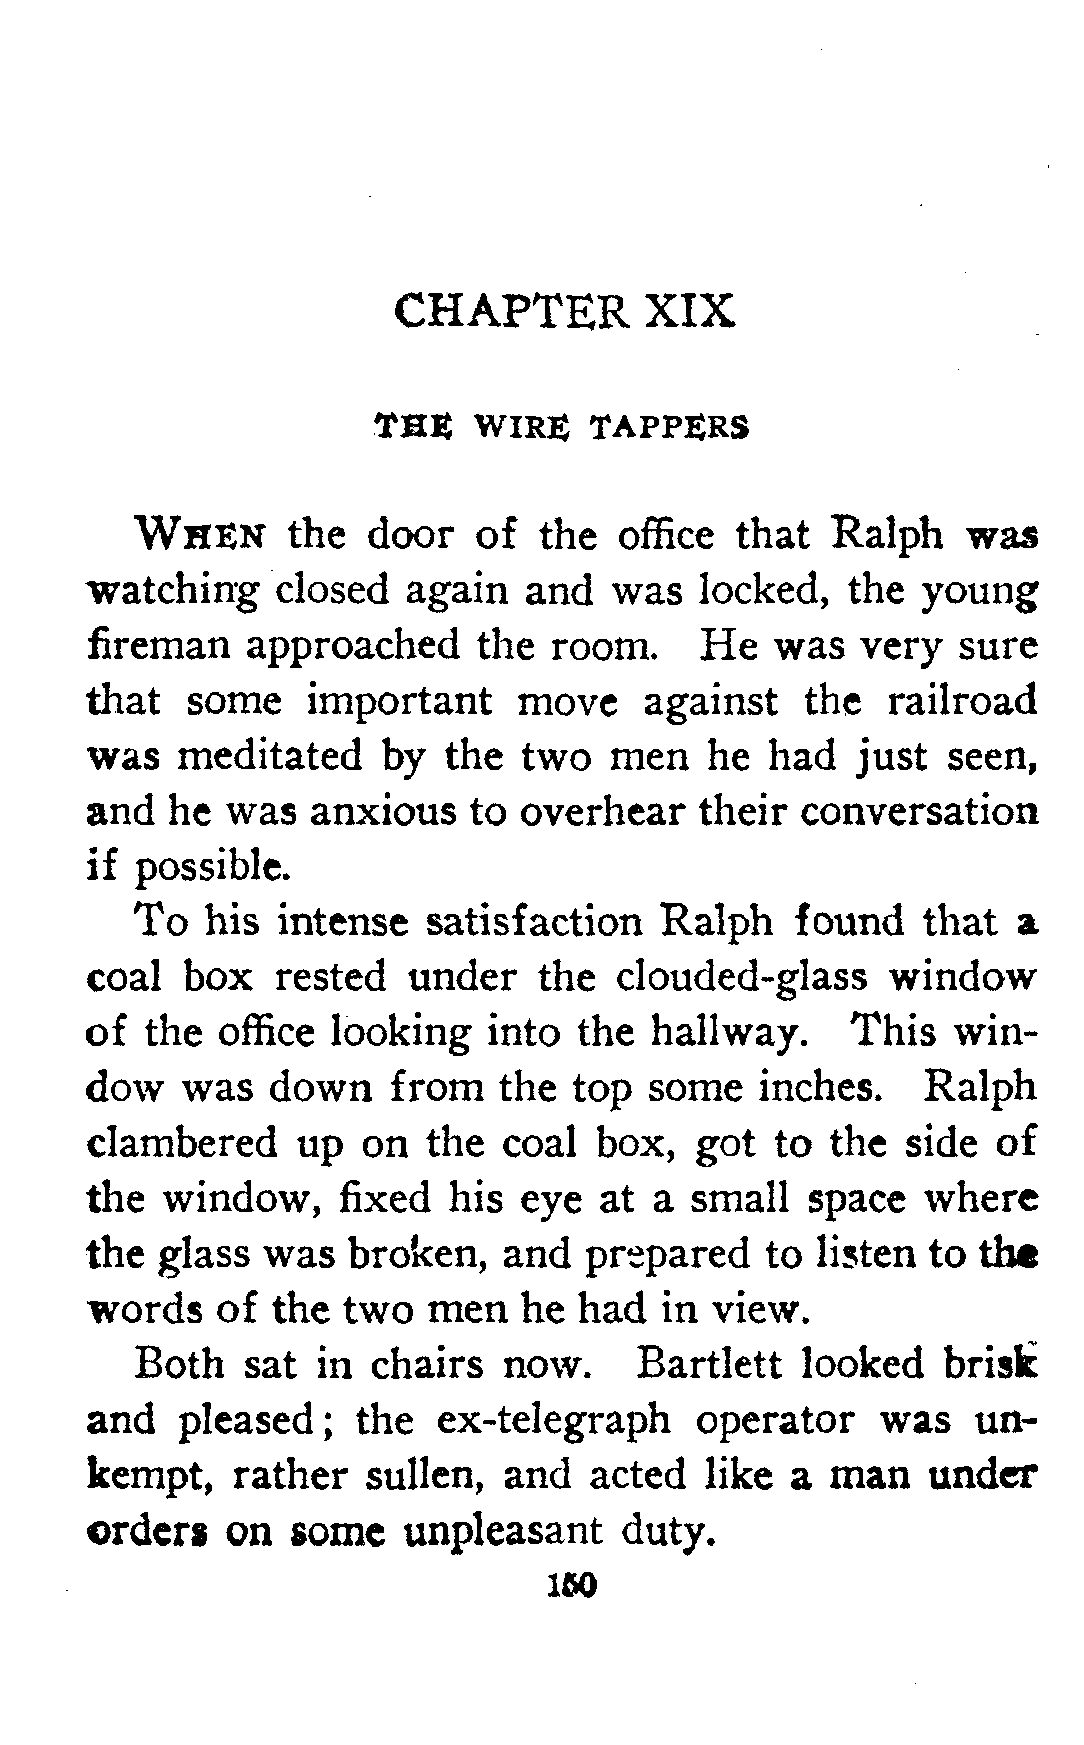 CHAPTER XIX
THE WIRE TAPPERS
WHEN the door of the office that Ralph was
watching closed again and was locked, the young
fireman approached the room. He was very sure
that some important move against the railroad
was meditated by the two men he had just seen,
and he was anxious to overhear their conversation
if possible.
To his intense satisfaction Ralph found that a
coal box rested under the clouded-glass window
of the office looking into the hallway. This win-
dow was down from the top some inches. Ralph
clambered up on the coal box, got to the side of
the window, fixed his eye at a small space where
the glass was broken, and prepared to listen to the
words of the two men he had in view.
Both sat in chairs now. Bartlett looked brisk
and pleased; the ex-telegraph operator was un-
kempt, rather sullen, and acted like a man under
orders on some unpleasant duty.
150